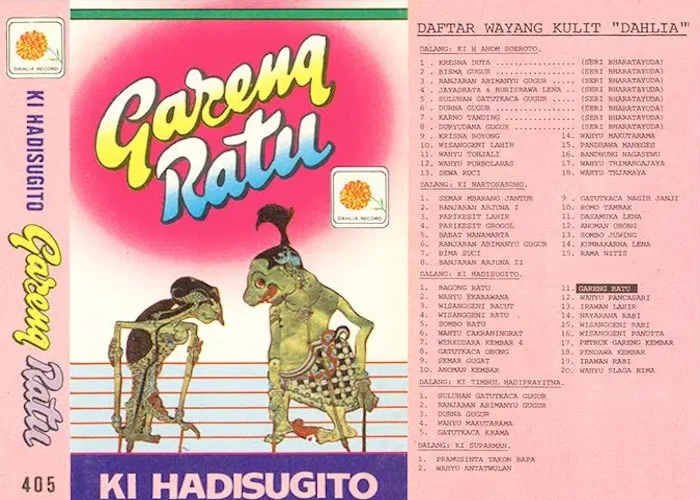 DAHLIA RECORD
KI HADISUGITO
Gareng
Ratu
405
Gareng
Ratu
DAHLIA RECORD
KI HADISUGITO
DAFTAR WAYANG KULIT "DAHLIA"
DALANG: KI H ANOM SOEROTO.
1. KRESNA DUTA ................ (SERI BHARATAYUDA)
2. BISMA GUGUR ................ (SERI BHARATAYUDA)
3. RANJABAN ABIMANYU GUGUR ..... (SERI BHARATAYUDA)
4. JAYADRATA & BURISRAWA LENA .. (SERI BHARATAYUDA)
5. SULUHAN GATUTKACA GUGUR ..... (SERI BHARATAYUDA)
6. DURNA GUGUR ................ (SERI BHARATAYUDA)
7. KARNO TANDING .............. (SERI BHARATAYUDA)
8. DURYUDANA GUGUR ............ (SERI BHARATAYUDA)
9. KRISNA BOYONG
10. WISANGGENI LAHIR
11. WAHYU TOHJALI
12. WAHYU PURBOLARAS
13. DEWA RUCI
14. WAHYU MAKUTARAMA
15. PANDHAWA MANEGES
16. BANDHUNG NAGASEWU
17. WAHYU TRIMARGAJAYA
18. WAHYU TEJAMAYA
DALANG: KI NARTOSABDHO.
1. SEMAR MBARANG JANTUR
2. RANJABAN ARJUNA I
3. PARIKESIT LAHIR
4. PARIKESIT GROGOL
5. BABAT WANAMARTA
6. RANJABAN ABIMANYU GUGUR
7. BIMA SUCI
8. BANJARAN ARJUNA II
9. GATUTKACA NAGIH JANJI
10. ROMO TAMBAK
11. DASAMUKA LENA
12. ANOMAN OBONG
13. SOMBO JUWING
14. KUMBAKARNA LENA
15. RAMA NITIS
DALANG: KI HADISUGITO.
1. BAGONG RATU
2. WAHYU EKABAWANA
3. WISANGGENI RACUT
4. WISANGGENI RATU
5. SOMBO RATU
6. WAHYU CAKRANINGRAT
7. WERKUDARA KEMBAR 4
8. GATUTKACA OBONG
9. SEMAR GUGAT
10. ANOMAN KEMBAR
11. GARENG RATU
12. WAHYU PANCASARI
13. IRAWAN LAHIR
14. NAYARANA RABI
15. WISANGGENI RABI
16. WISANGGENI PANDITA
17. PETRUK GARENG KEMBAR
18. PENDAWA KEMBAR
19. IRAWAN RABI
20. WAHYU SLAGA HIMA
DALANG: KI TIMBUL HADIPRAYITNA.
1. SULUHAN GATUTKACA GUGUR
2. RANJABAN ABIMANYU GUGUR
3. DURNA GUGUR
4. WAHYU MAKUTARAMA
5. GATUTKACA KRAMA
DALANG: KI SUPARMAN.
1. PRAMUSINTA TAKON BAPA
2. WAHYU ANTATWULAN